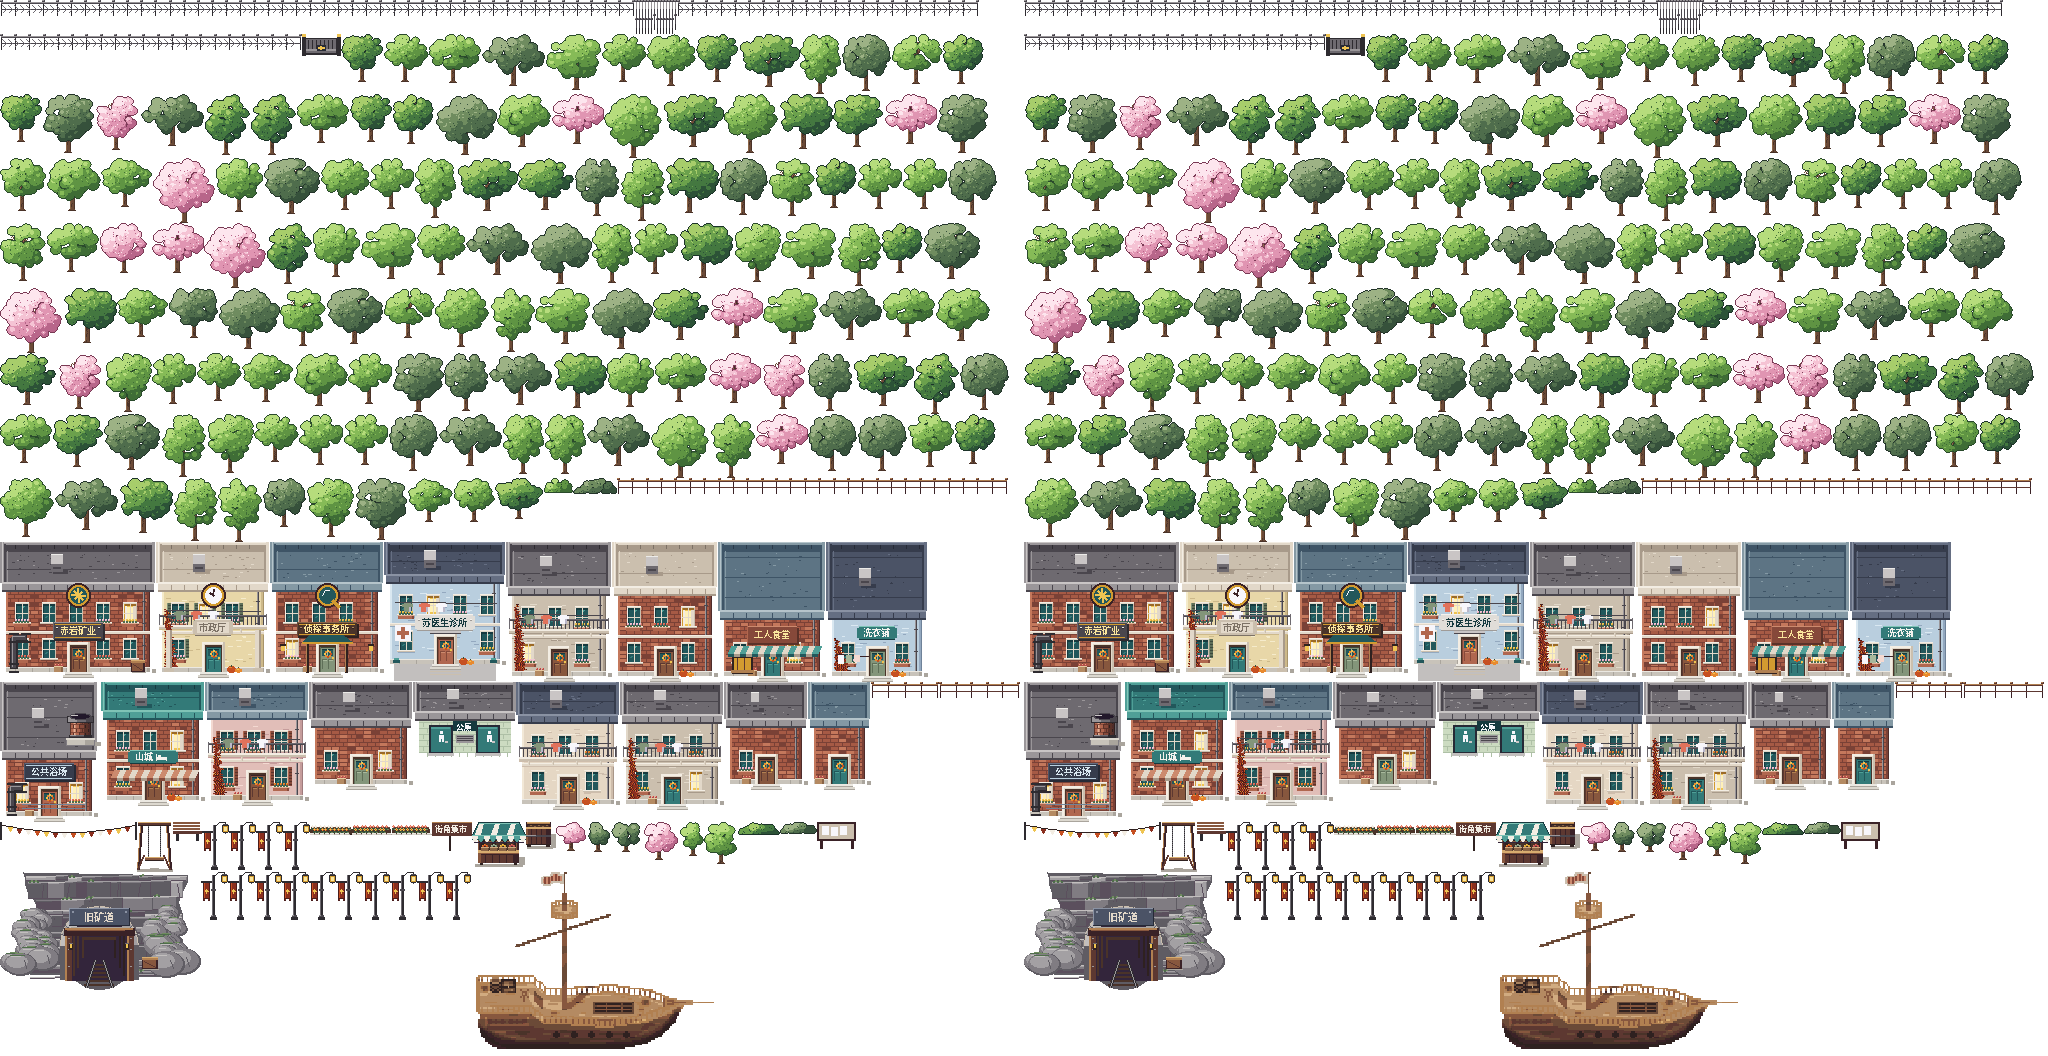 赤岩矿业
市政厅
侦探事务所
苏医生诊所
工人食堂
洗衣铺
赤岩矿业
市政厅
侦探事务所
苏医生诊所
工人食堂
洗衣铺
公共浴场
山城
公厕
公共浴场
山城
公厕
街角集市
街角集市
旧矿道
旧矿道